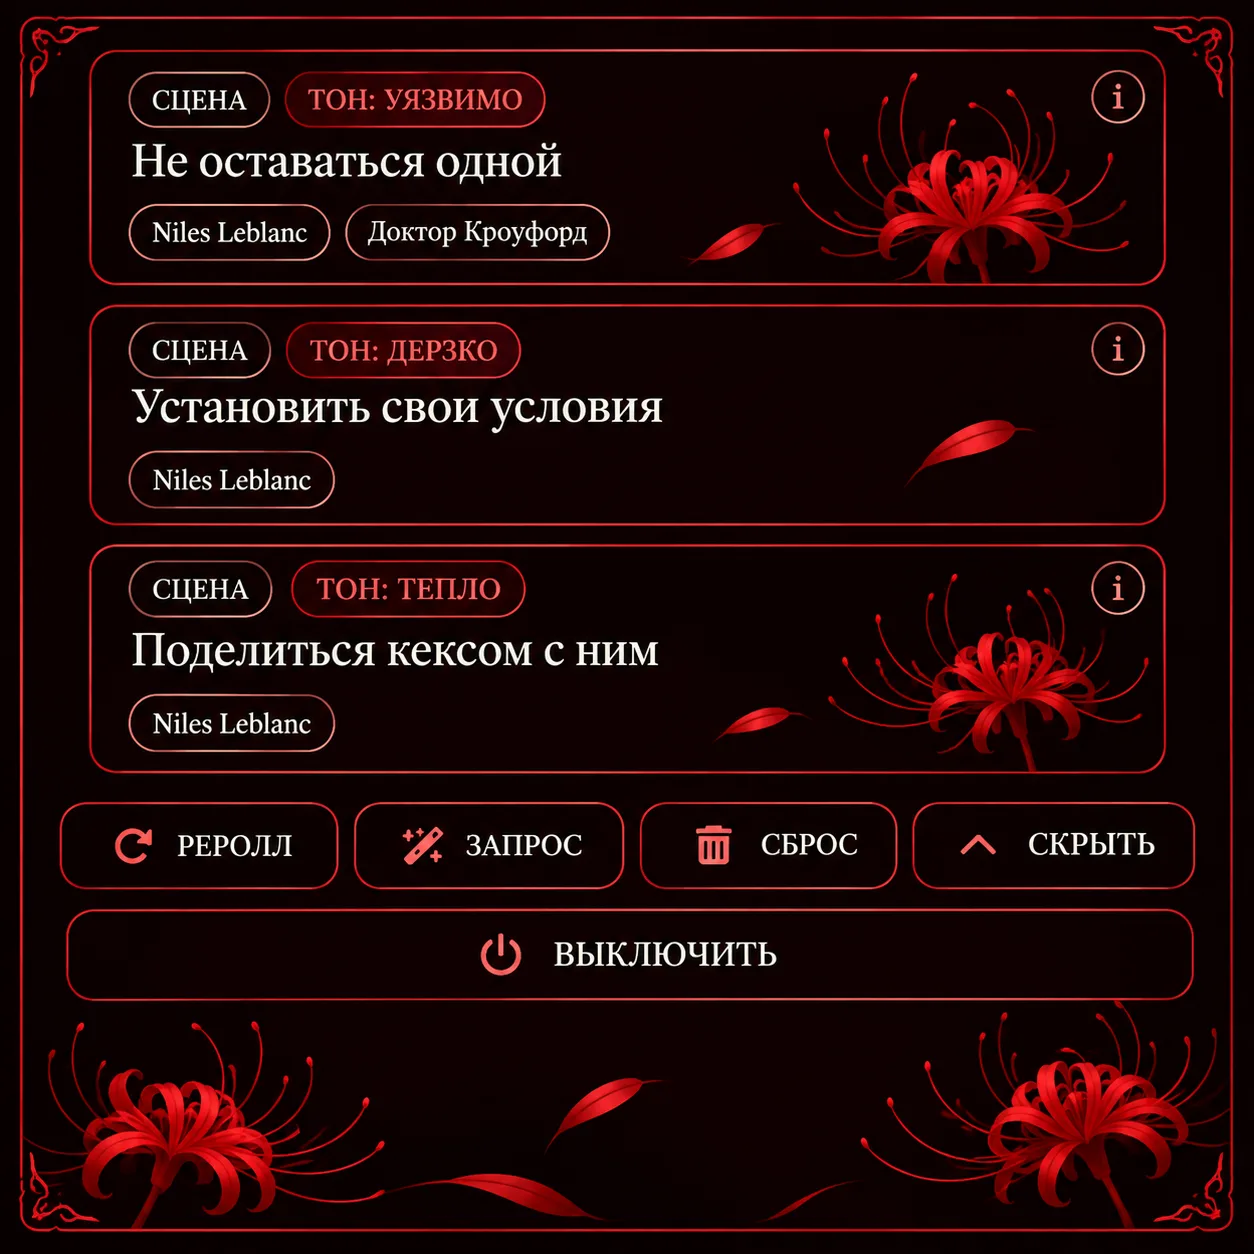 СЦЕНА ТОН: УЯЗВИМО i
Не оставаться одной
Niles Leblanc Доктор Кроуфорд
СЦЕНА ТОН: ДЕРЗКО i
Установить свои условия
Niles Leblanc
СЦЕНА ТОН: ТЕПЛО i
Поделиться кексом с ним
Niles Leblanc
РЕРОЛЛ ЗАПРОС СБРОС СКРЫТЬ
ВЫКЛЮЧИТЬ